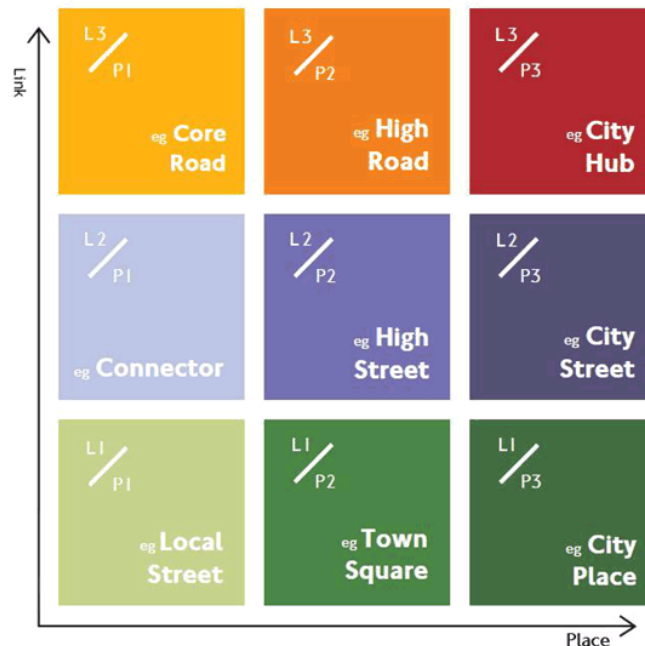 Link
L3
P1
eg Core
Road
L3
P2
eg High
Road
L3
P3
eg City
Hub
L2
P1
eg Connector
L2
P2
eg High
Street
L2
P3
eg City
Street
L1
P1
eg Local
Street
L1
P2
eg Town
Square
L1
P3
eg City
Place
Place